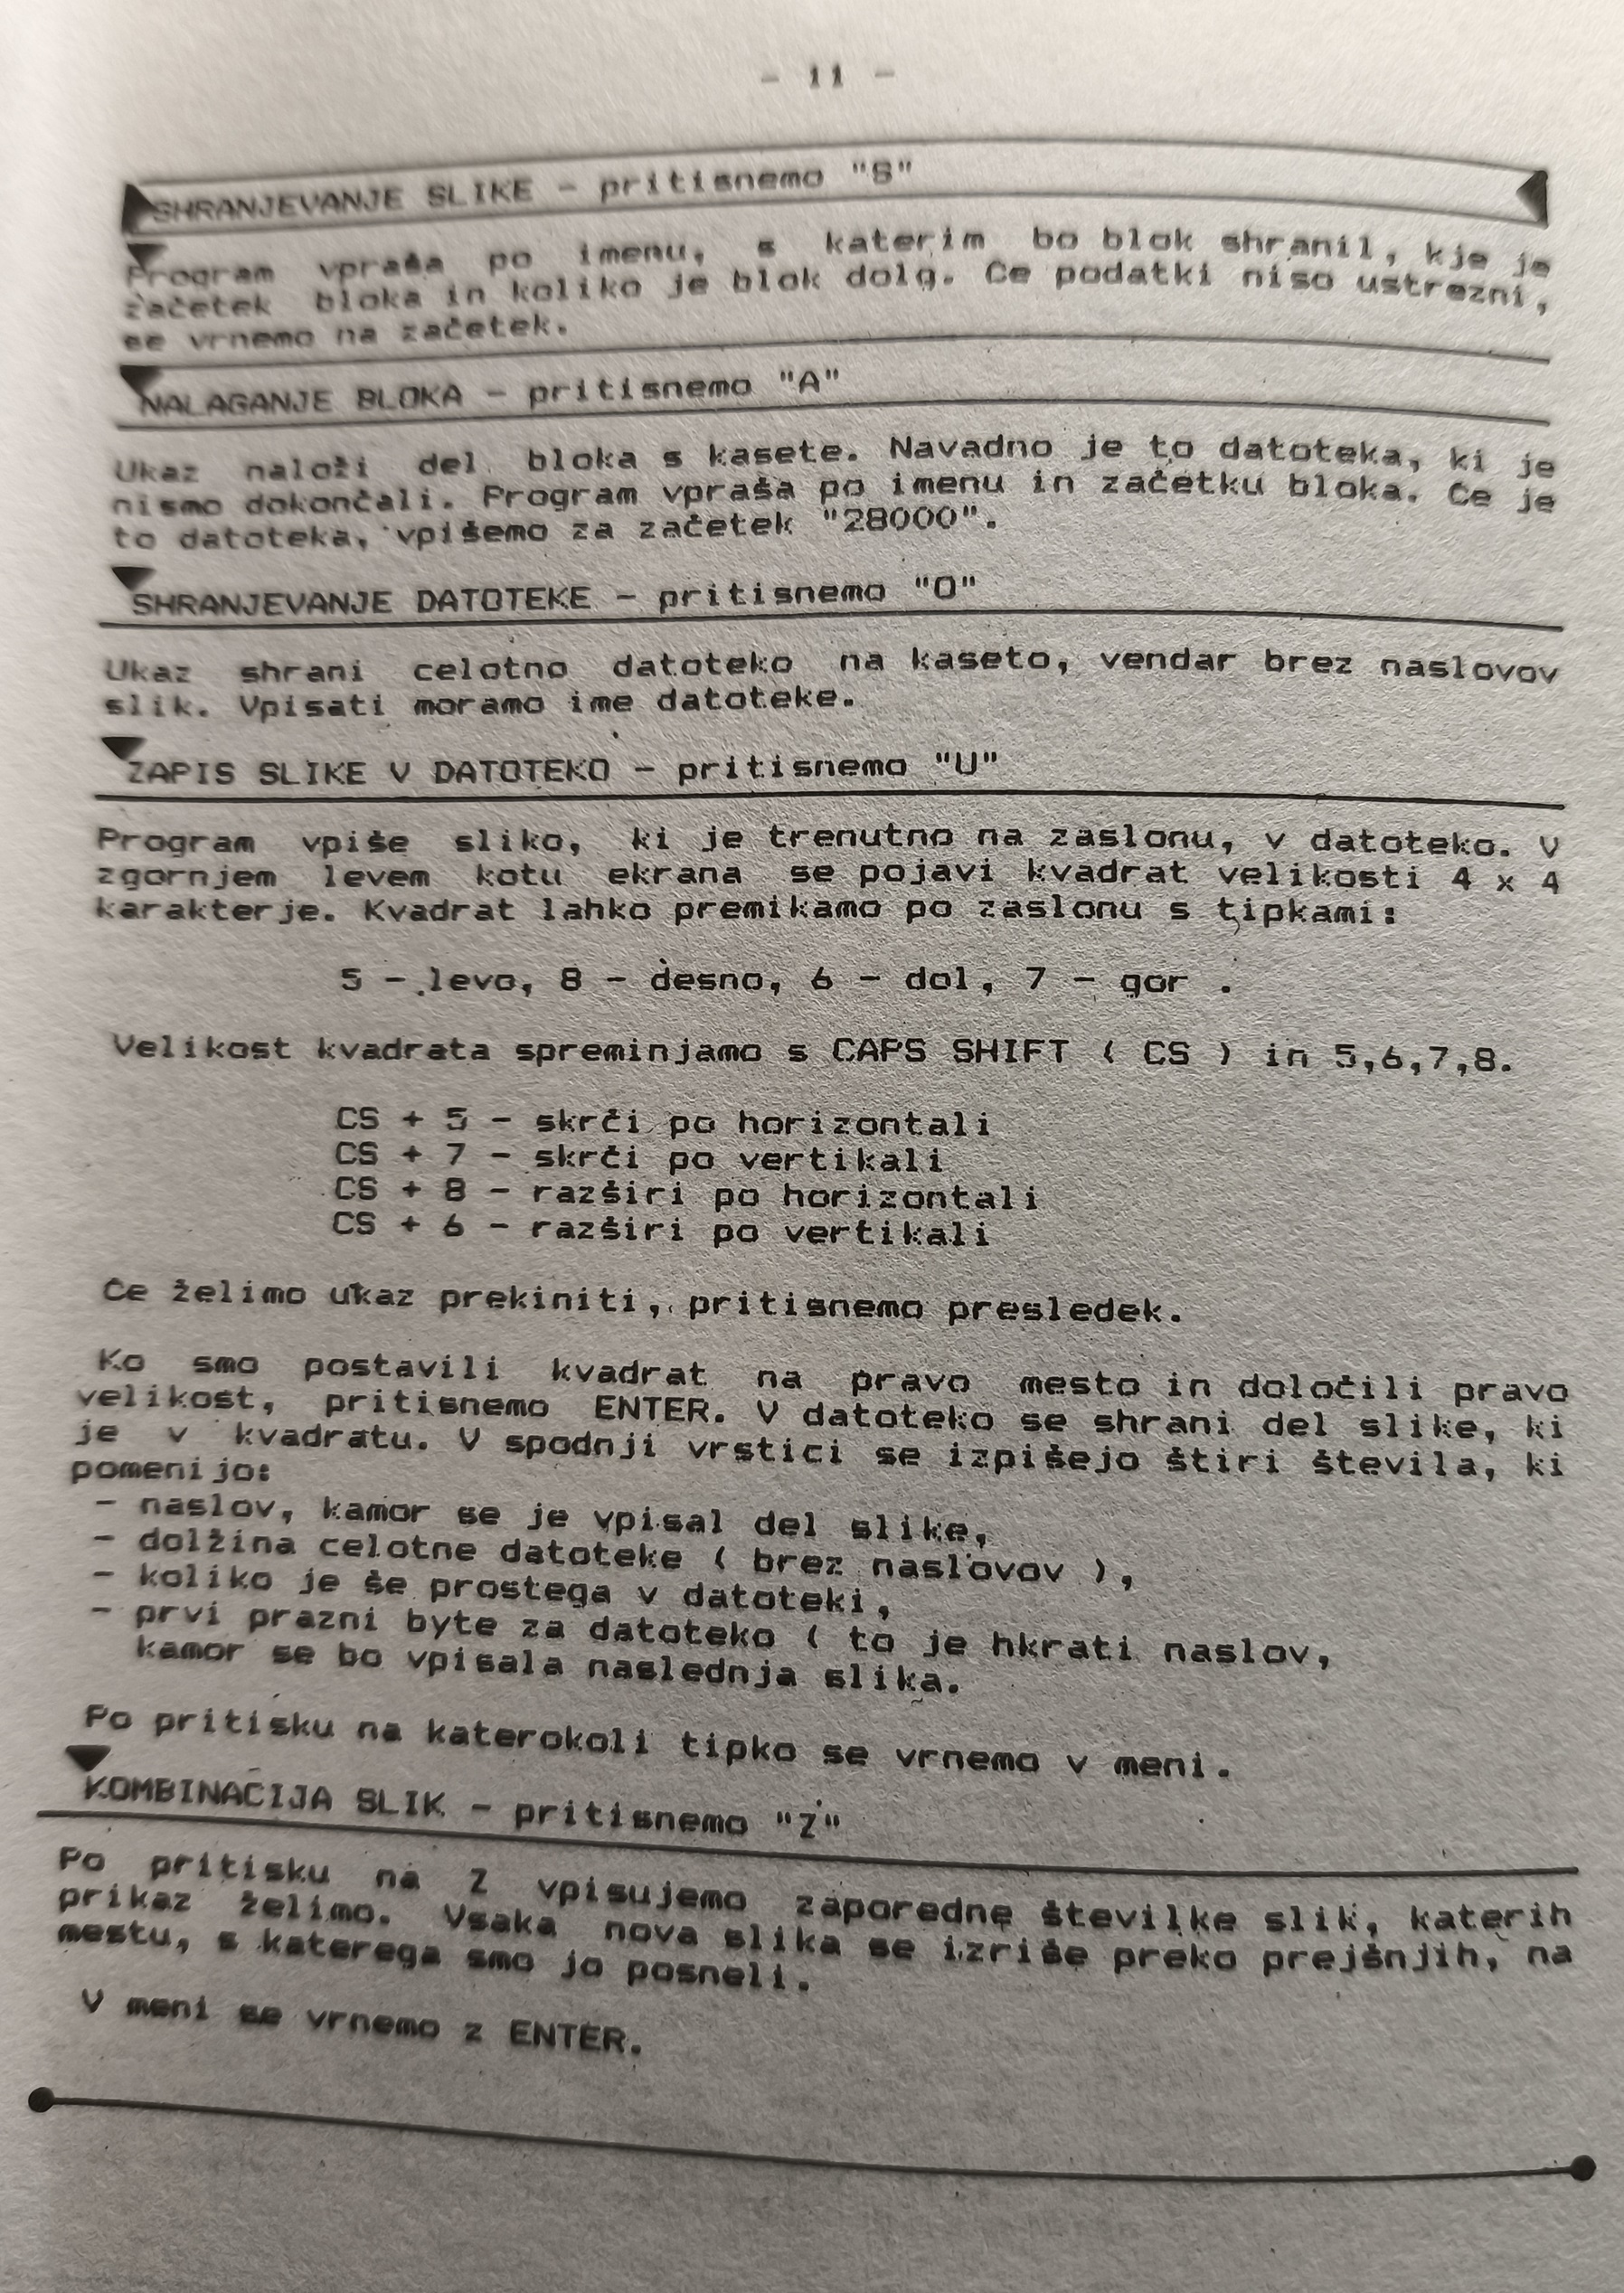 - 11 -
SHRANJEVANJE SLIKE - pritisnemo "S"
Program vpraša po imenu, s katerim bo blok shranil, kje je
začetek bloka in koliko je blok dolg. Če podatki niso ustrezni,
se vrnemo na začetek.
NALAGANJE BLOKA - pritisnemo "A"
Ukaz naloži del bloka s kasete. Navadno je to datoteka, ki je
nismo dokončali. Program vpraša po imenu in začetku bloka. Če je
to datoteka, vpišemo za začetek "28000".
SHRANJEVANJE DATOTEKE - pritisnemo "O"
Ukaz shrani celotno datoteko na kaseto, vendar brez naslovov
slik. Vpisati moramo ime datoteke.
ZAPIS SLIKE V DATOTEKO - pritisnemo "U"
Program vpiše sliko, ki je trenutno na zaslonu, v datoteko. V
zgornjem levem kotu ekrana se pojavi kvadrat velikosti 4 x 4
karakterje. Kvadrat lahko premikamo po zaslonu s tipkami:
5 - levo, 8 - desno, 6 - dol, 7 - gor .
Velikost kvadrata spreminjamo s CAPS SHIFT ( CS ) in 5,6,7,8.
CS + 5 - skrči po horizontali
CS + 7 - skrči po vertikali
CS + 8 - razširi po horizontali
CS + 6 - razširi po vertikali
Če želimo ukaz prekiniti, pritisnemo presledek.
Ko smo postavili kvadrat na pravo mesto in določili pravo
velikost, pritisnemo ENTER. V datoteko se shrani del slike, ki
je v kvadratu. V spodnji vrstici se izpišejo štiri števila, ki
pomenijo:
- naslov, kamor se je vpisal del slike,
- dolžina celotne datoteke ( brez naslovov ),
- koliko je še prostega v datoteki,
- prvi prazni byte za datoteko ( to je hkrati naslov,
kamor se bo vpisala naslednja slika.
Po pritisku na katerokoli tipko se vrnemo v meni.
KOMBINACIJA SLIK - pritisnemo "Z"
Po pritisku na Z vpisujemo zaporedne številke slik, katerih
prikaz želimo. Vsaka nova slika se izriše preko prejšnjih, na
mestu, s katerega smo jo posneli.
V meni se vrnemo z ENTER.